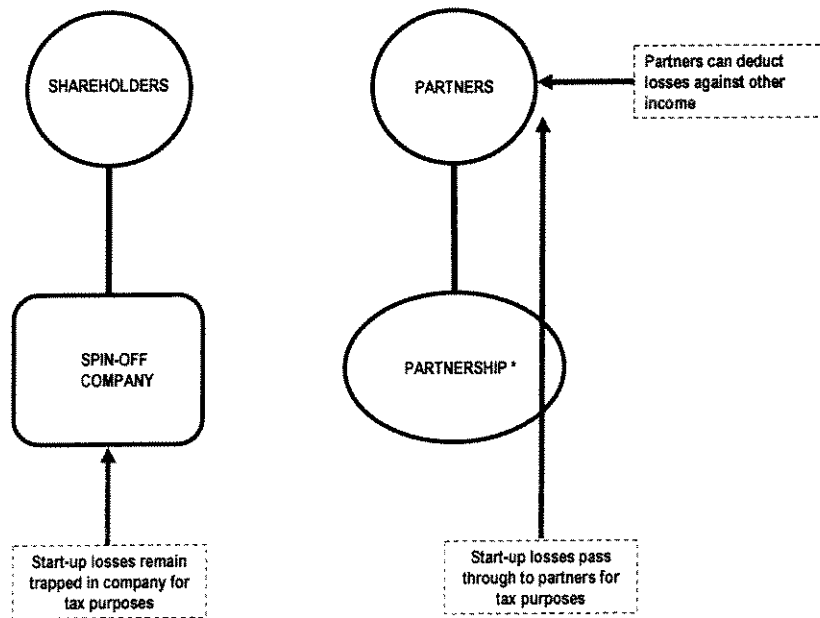 SHAREHOLDERS
PARTNERS
Partners can deduct
losses against other
income
SPIN-OFF
COMPANY
PARTNERSHIP *
Start-up losses remain
trapped in company for
tax purposes
Start-up losses pass
through to partners for
tax purposes